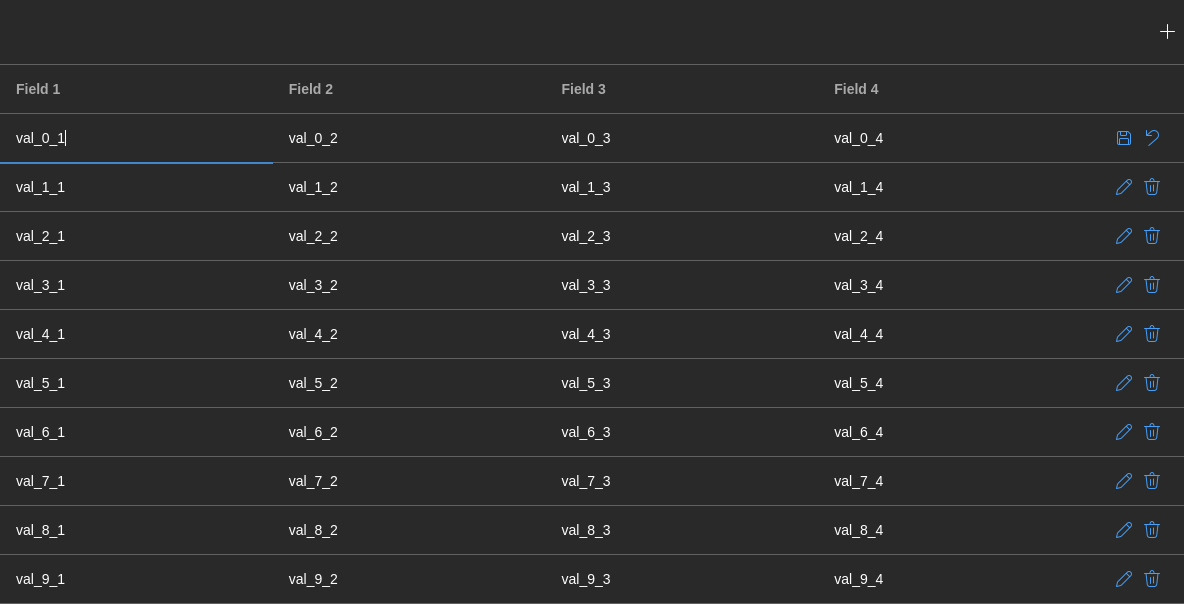 Field 1 Field 2 Field 3 Field 4
val_0_1 val_0_2 val_0_3 val_0_4
val_1_1 val_1_2 val_1_3 val_1_4
val_2_1 val_2_2 val_2_3 val_2_4
val_3_1 val_3_2 val_3_3 val_3_4
val_4_1 val_4_2 val_4_3 val_4_4
val_5_1 val_5_2 val_5_3 val_5_4
val_6_1 val_6_2 val_6_3 val_6_4
val_7_1 val_7_2 val_7_3 val_7_4
val_8_1 val_8_2 val_8_3 val_8_4
val_9_1 val_9_2 val_9_3 val_9_4